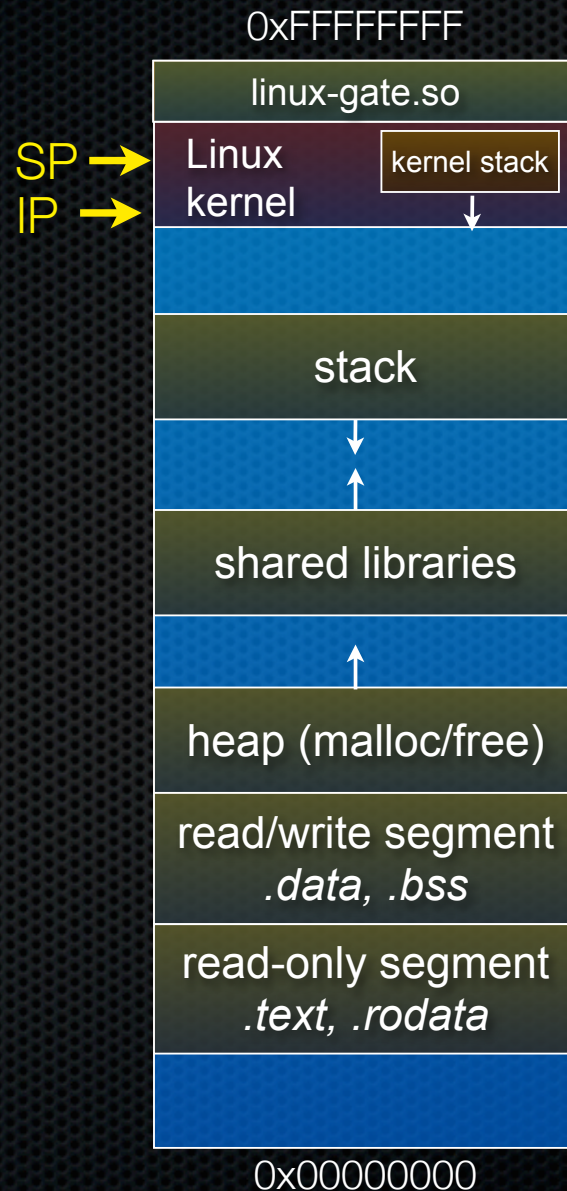 0xFFFFFFFF
linux-gate.so
SP
IP
Linux
kernel
kernel stack
stack
shared libraries
heap (malloc/free)
read/write segment
.data, .bss
read-only segment
.text, .rodata
0x00000000